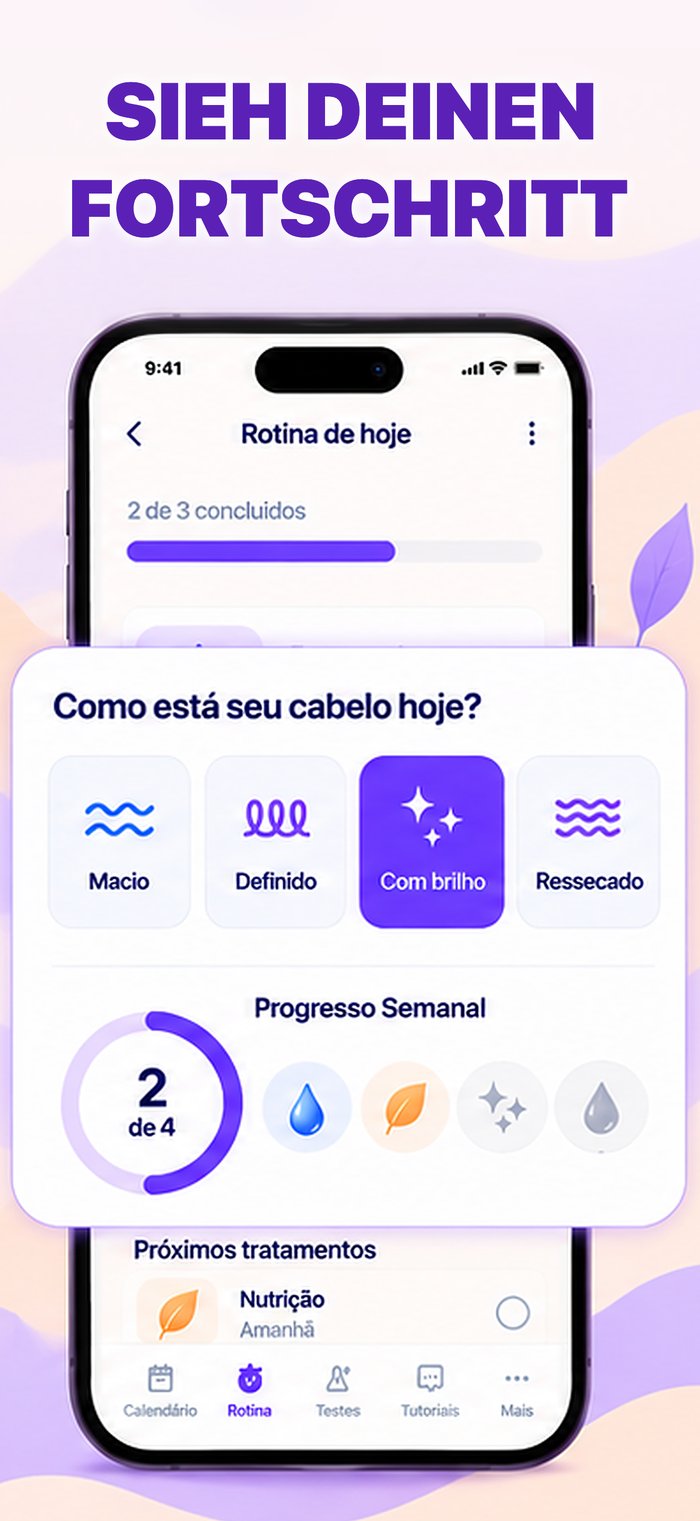 SIEH DEINEN
FORTSCHRITT
9:41
Rotina de hoje
2 de 3 concluidos
Como está seu cabelo hoje?
Macio
Definido
Com brilho
Ressecado
Progresso Semanal
2
de 4
Próximos tratamentos
Nutrição
Amanhã
Calendário
Rotina
Testes
Tutoriais
Mais